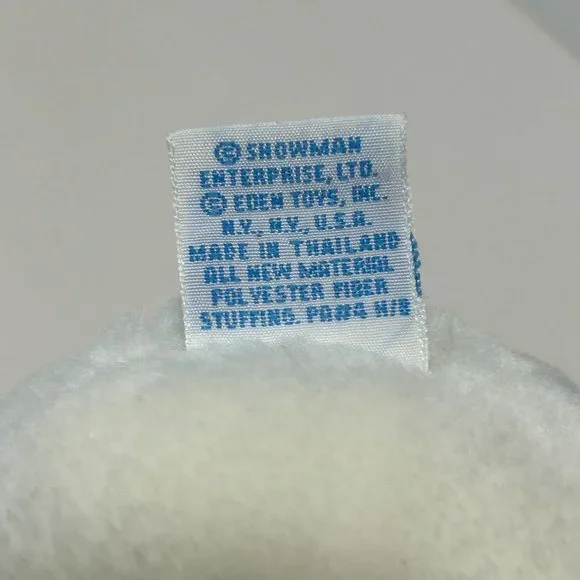 © SHOWMAN
ENTERPRISE, LTD.
© EDEN TOYS, INC.
N.Y., N.Y., U.S.A.
MADE IN THAILAND
ALL NEW MATERIAL
POLYESTER FIBER
STUFFING. PA#4 N/B